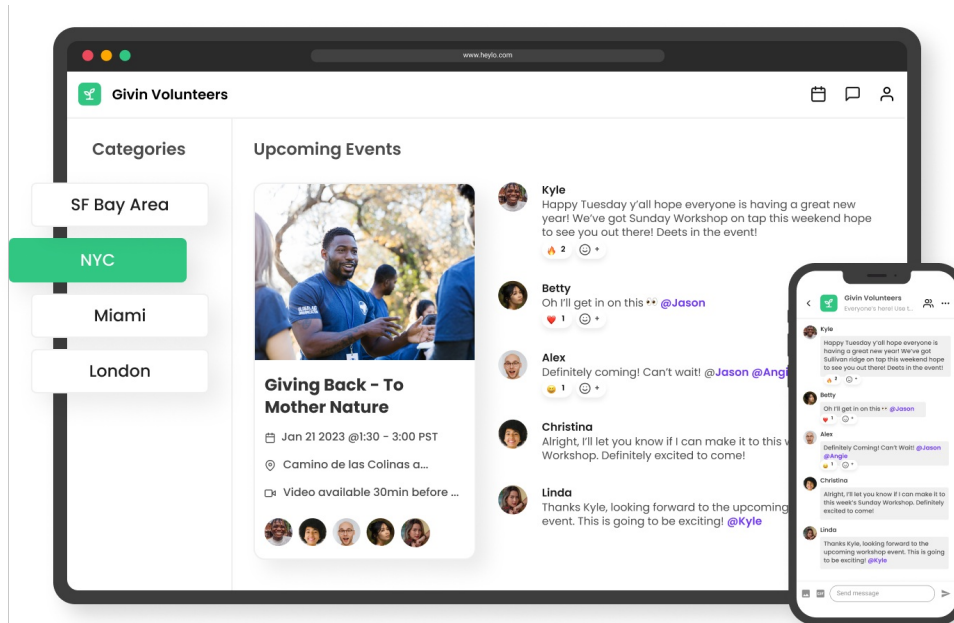 www.heylo.com
Givin Volunteers
Categories
SF Bay Area
NYC
Miami
London
Upcoming Events
Giving Back - To
Mother Nature
Jan 21 2023 @1:30 - 3:00 PST
Camino de las Colinas a...
Video available 30min before ...
Kyle
Happy Tuesday y'all hope everyone is having a great new
year! We've got Sunday Workshop on tap this weekend hope
to see you out there! Deets in the event!
🔥 2
+
Betty
Oh I'll get in on this 👀 @Jason
❤️ 1
+
Alex
Definitely coming! Can't wait! @Jason @Angi
😄 1
+
Christina
Alright, I'll let you know if I can make it to this
Workshop. Definitely excited to come!
Linda
Thanks Kyle, looking forward to the upcoming
event. This is going to be exciting! @Kyle
Givin Volunteers
Everyone's here! Use t...
Kyle
Happy Tuesday y'all hope everyone is
having a great new year! We've got
Sullivan ridge on tap this weekend hope
to see you out there! Deets in the event!
🔥 2
+
Betty
Oh I'll get in on this 👀 @Jason
❤️ 1
+
Alex
Definitely Coming! Can't Wait! @Jason
@Angie
😄 1
+
Christina
Alright, I'll let you know if I can make it to
this week's Sunday Workshop. Definitely
excited to come!
Linda
Thanks Kyle, looking forward to the
upcoming workshop event. This is going
to be exciting! @Kyle
Send message